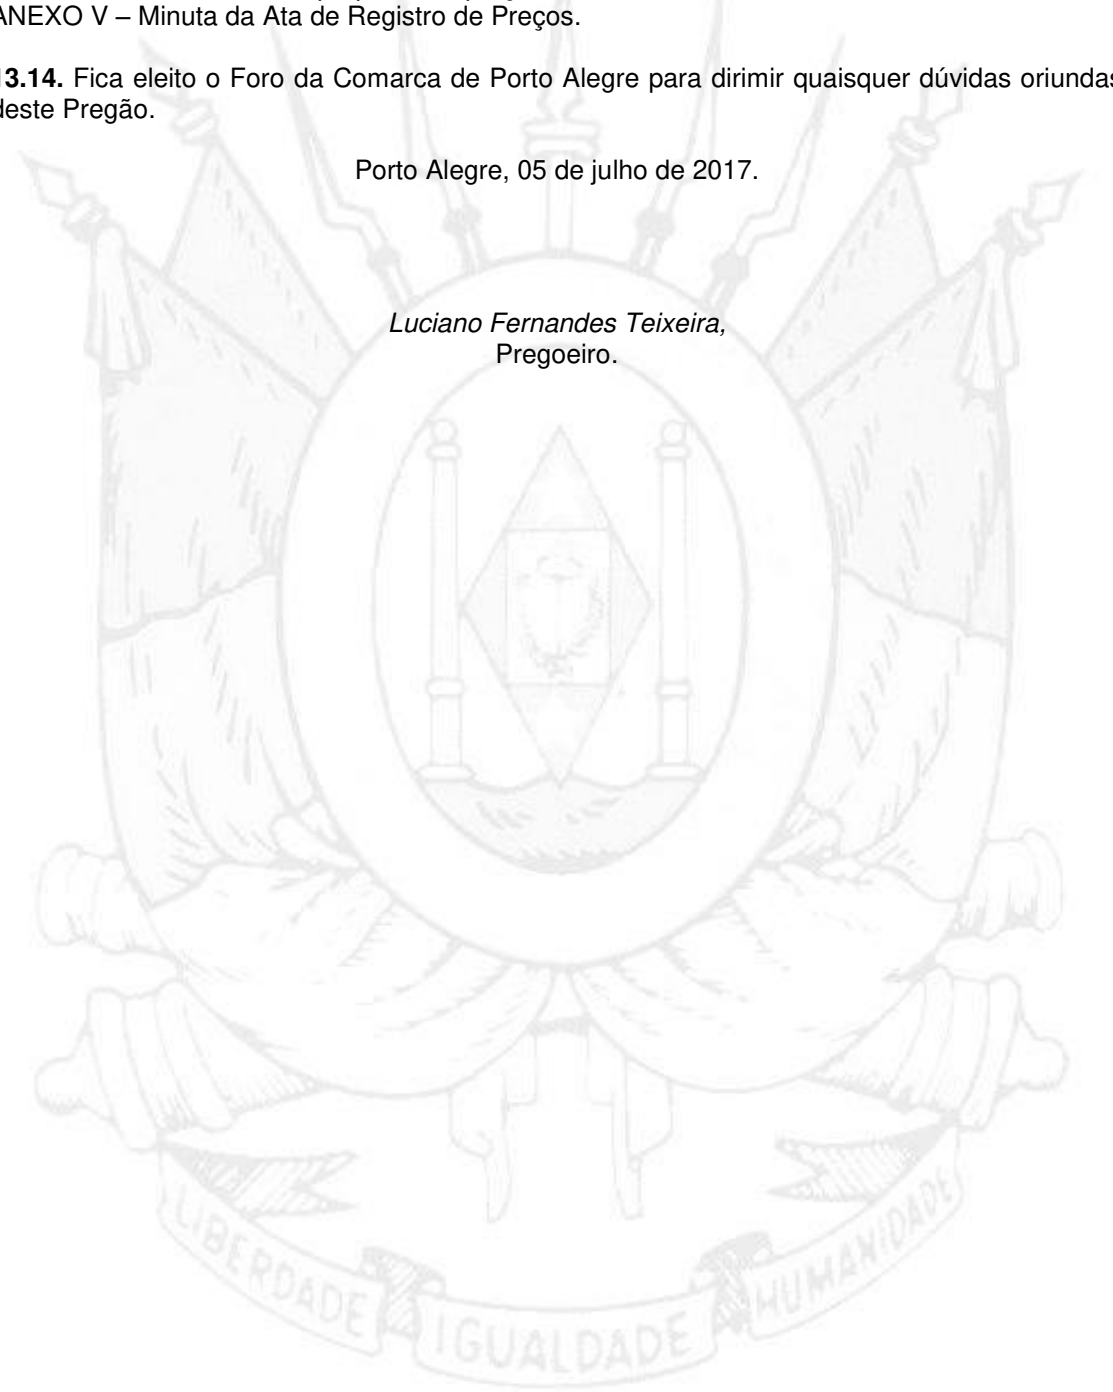 ANEXO V – Minuta da Ata de Registro de Preços.
13.14. Fica eleito o Foro da Comarca de Porto Alegre para dirimir quaisquer dúvidas oriundas
deste Pregão.
Porto Alegre, 05 de julho de 2017.
Luciano Fernandes Teixeira,
Pregoeiro.
LIBERDADE
IGUALDADE
HUMANIDADE